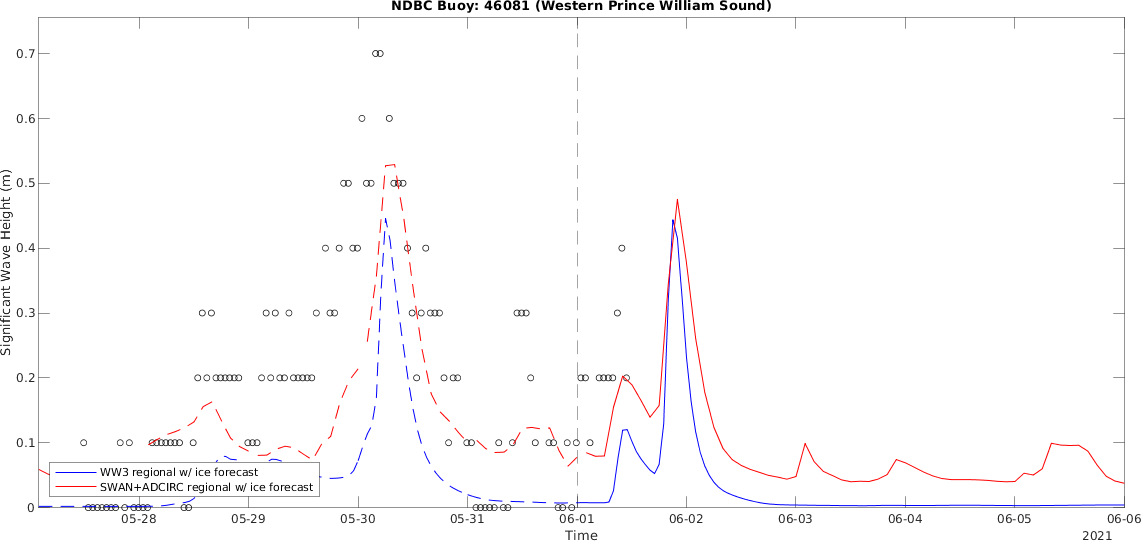 NDBC Buoy: 46081 (Western Prince William Sound)
Significant Wave Height (m)
0.7
0.6
0.5
0.4
0.3
0.2
0.1
0
WW3 regional w/ ice forecast
SWAN+ADCIRC regional w/ ice forecast
05-28 05-29 05-30 05-31 06-01 06-02 06-03 06-04 06-05 06-06
Time
2021